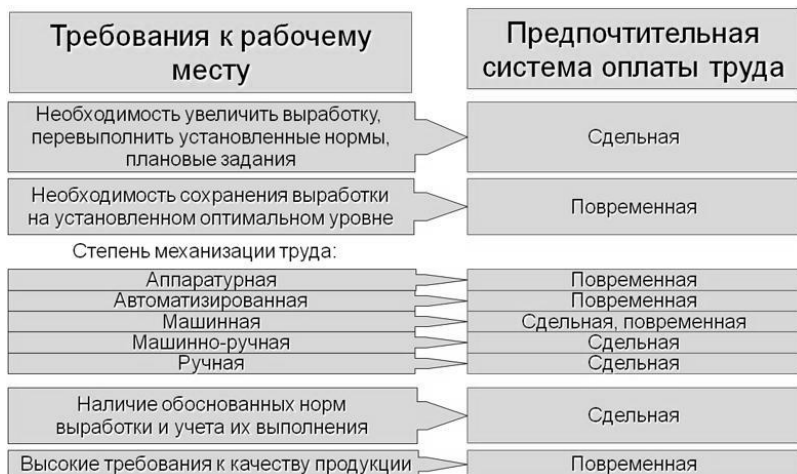 Требования к рабочему
месту
Предпочтительная
система оплаты труда
Необходимость увеличить выработку,
перевыполнить установленные нормы,
плановые задания
Сдельная
Необходимость сохранения выработки
на установленном оптимальном уровне
Повременная
Степень механизации труда:
Аппаратурная
Повременная
Автоматизированная
Повременная
Машинная
Сдельная, повременная
Машинно-ручная
Сдельная
Ручная
Сдельная
Наличие обоснованных норм
выработки и учета их выполнения
Сдельная
Высокие требования к качеству продукции
Повременная